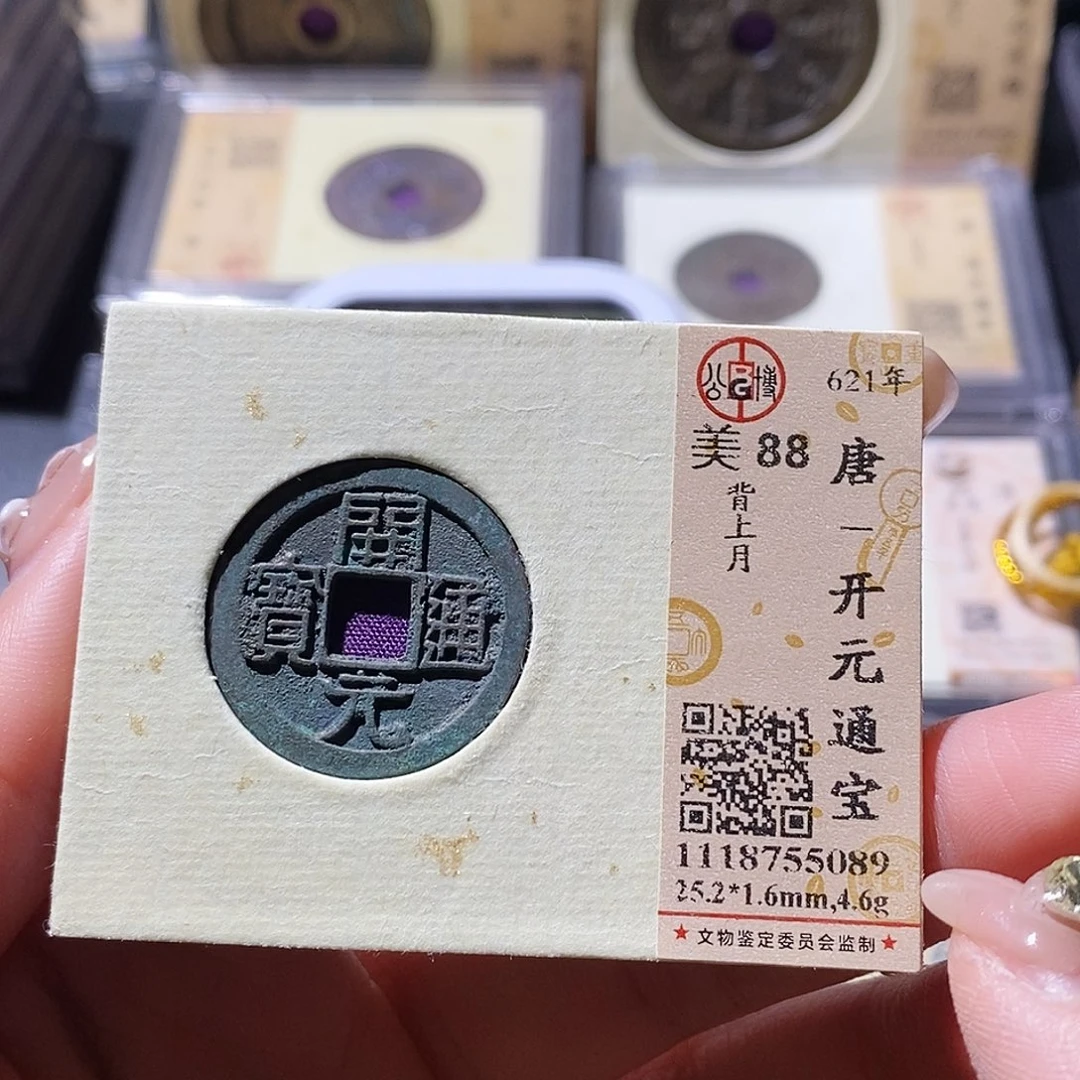 開
寶 通
元
公 博
621年
美 88
背上月
唐一开元通宝
1118755089
25.2*1.6mm,4.6g
★ 文物鉴定委员会监制 ★